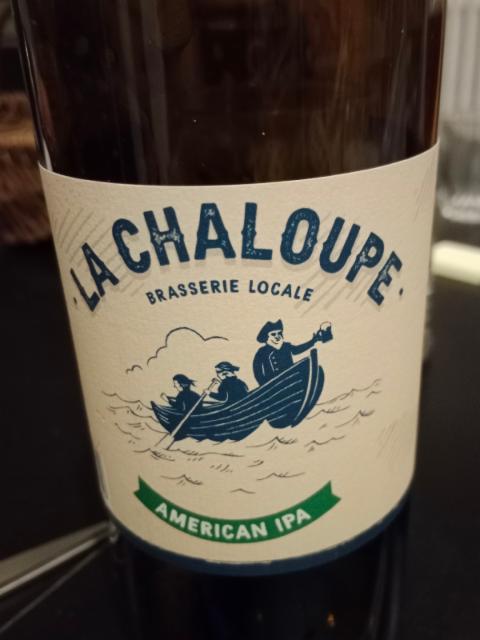 · LA CHALOUPE ·
BRASSERIE LOCALE
AMERICAN IPA